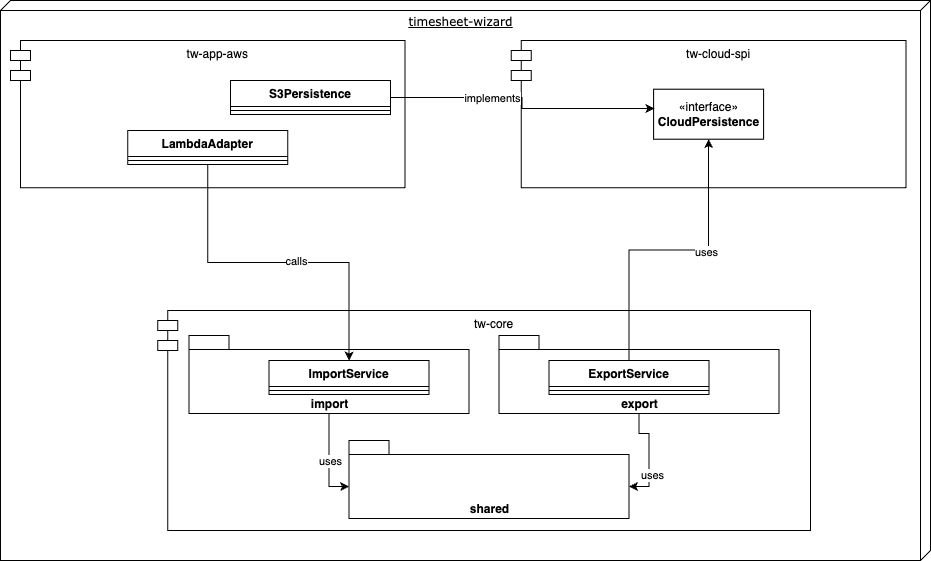 timesheet-wizard
tw-app-aws
tw-cloud-spi
S3Persistence
implements
«interface»
CloudPersistence
LambdaAdapter
calls
uses
tw-core
ImportService
import
ExportService
export
uses
uses
shared